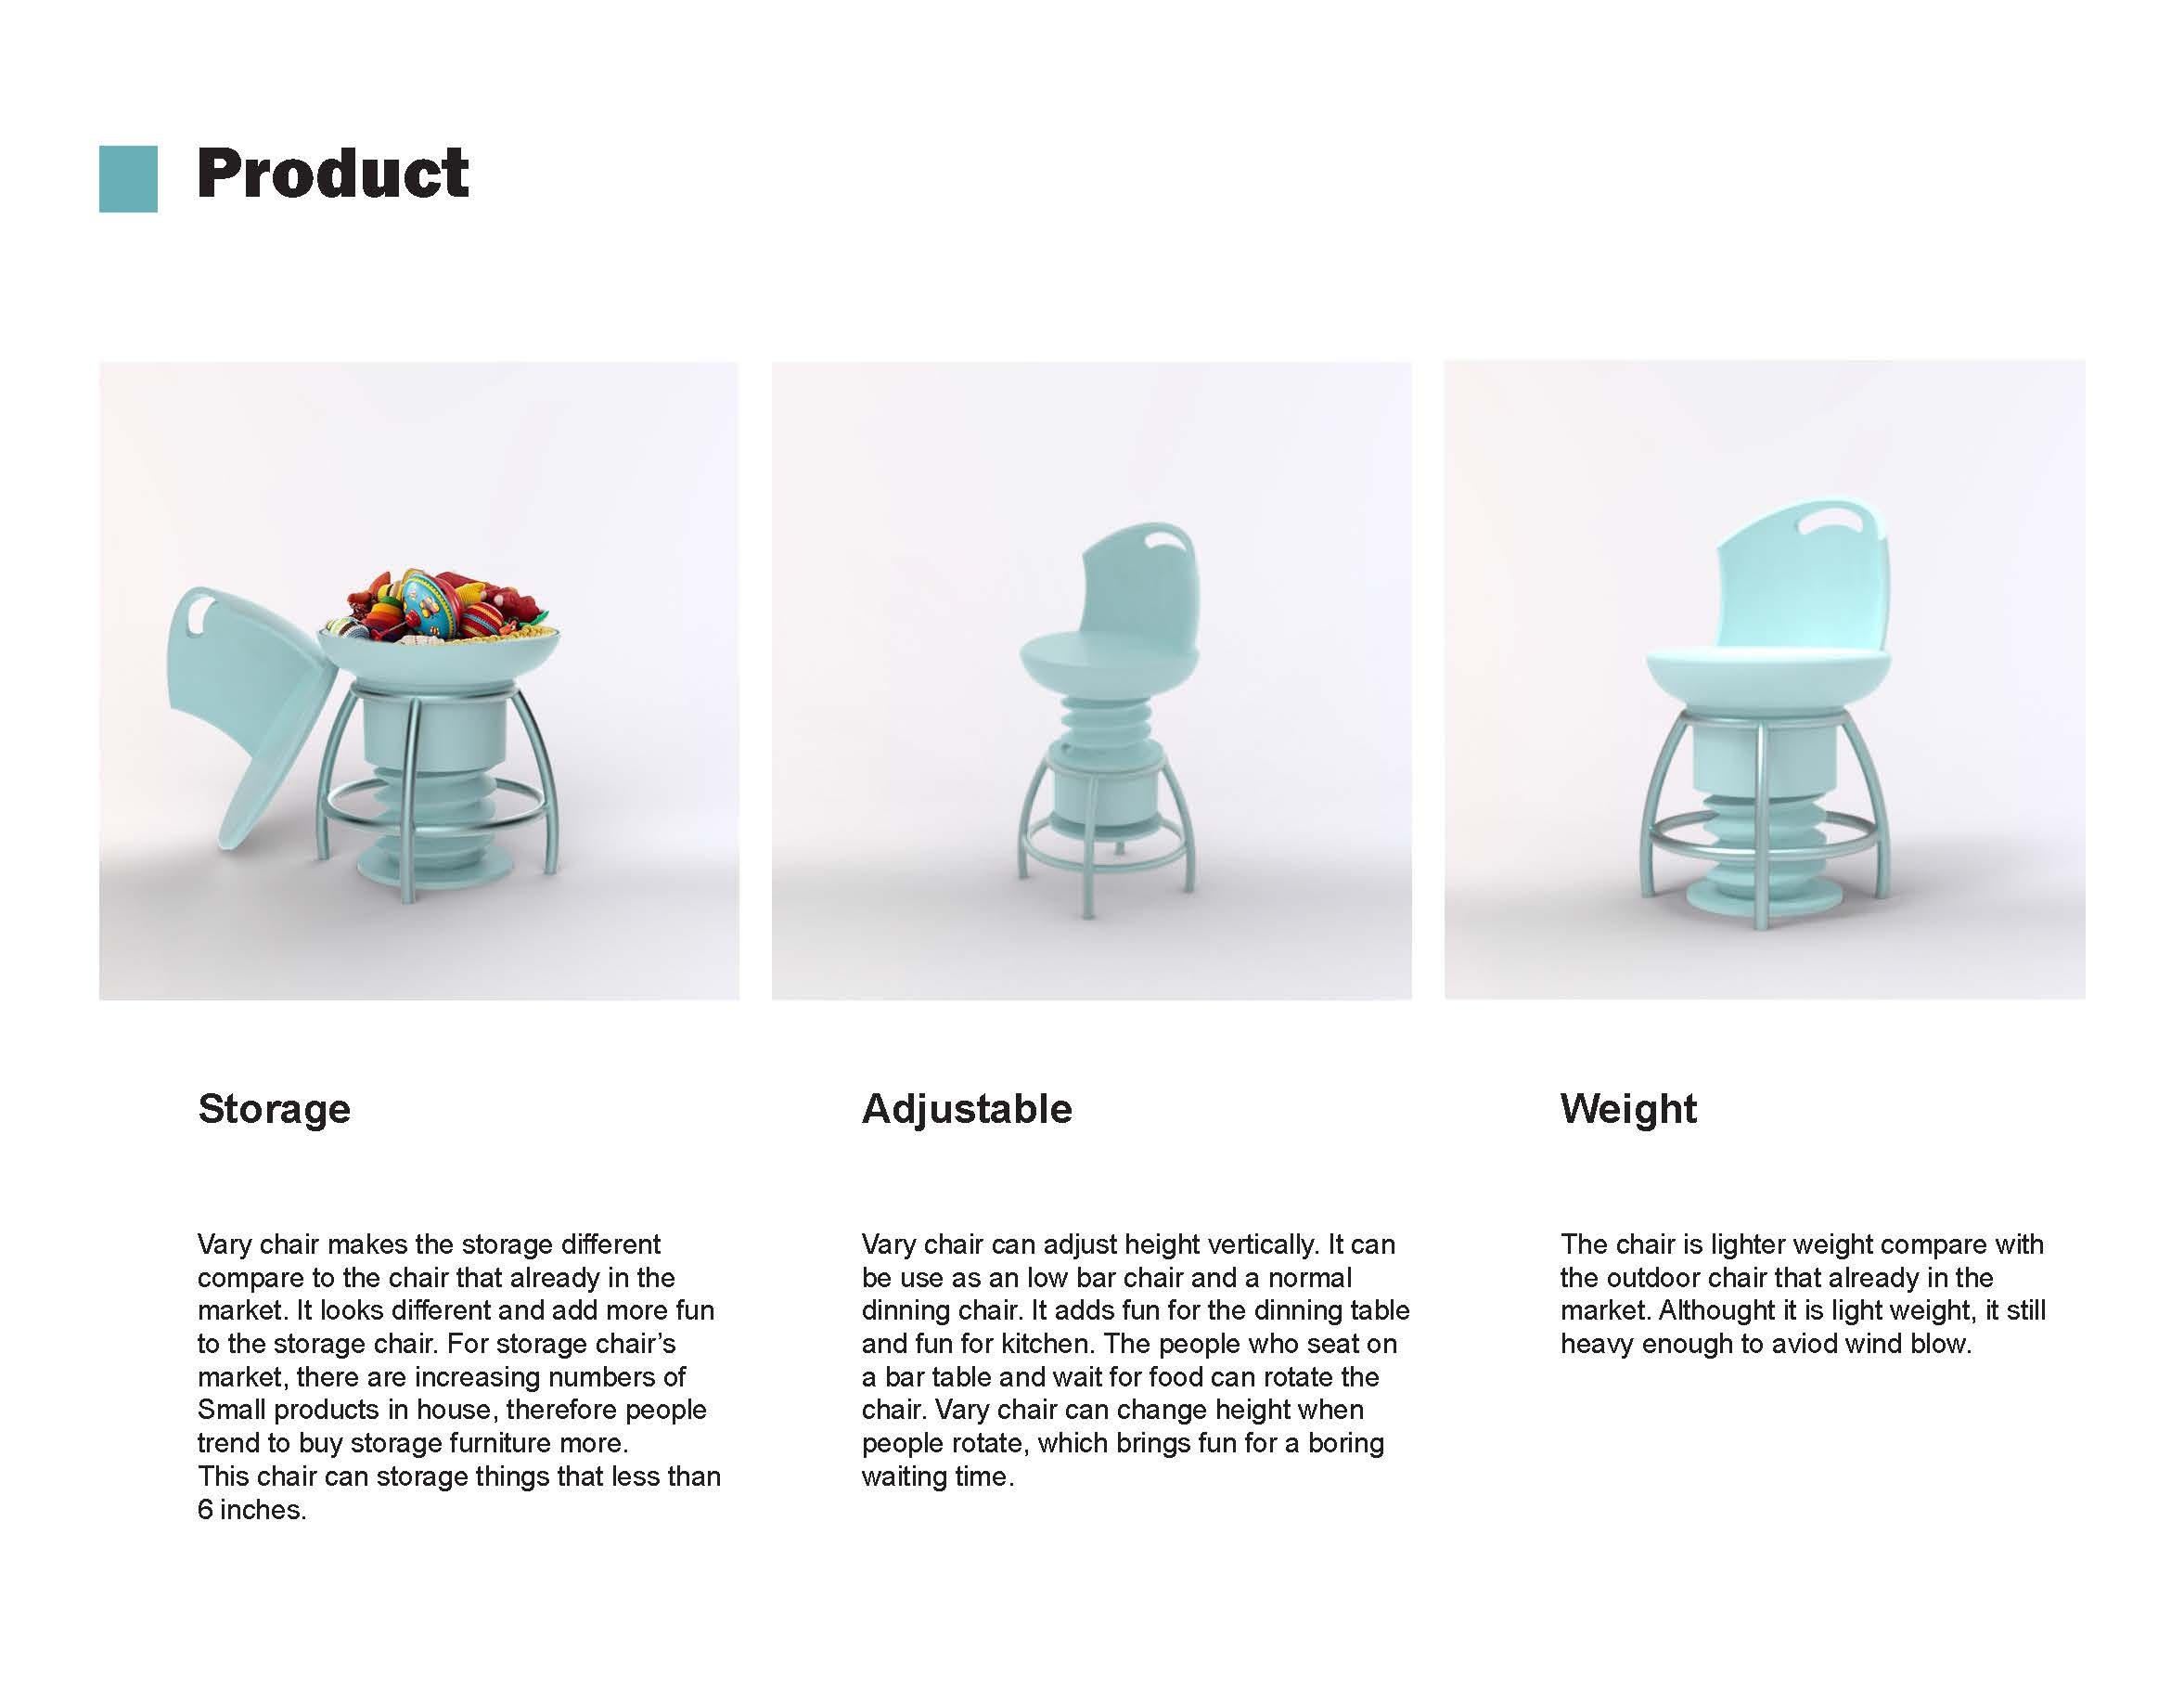 Product
Storage
Vary chair makes the storage different
compare to the chair that already in the
market. It looks different and add more fun
to the storage chair. For storage chair’s
market, there are increasing numbers of
Small products in house, therefore people
trend to buy storage furniture more.
This chair can storage things that less than
6 inches.
Adjustable
Vary chair can adjust height vertically. It can
be use as an low bar chair and a normal
dinning chair. It adds fun for the dinning table
and fun for kitchen. The people who seat on
a bar table and wait for food can rotate the
chair. Vary chair can change height when
people rotate, which brings fun for a boring
waiting time.
Weight
The chair is lighter weight compare with
the outdoor chair that already in the
market. Althought it is light weight, it still
heavy enough to aviod wind blow.